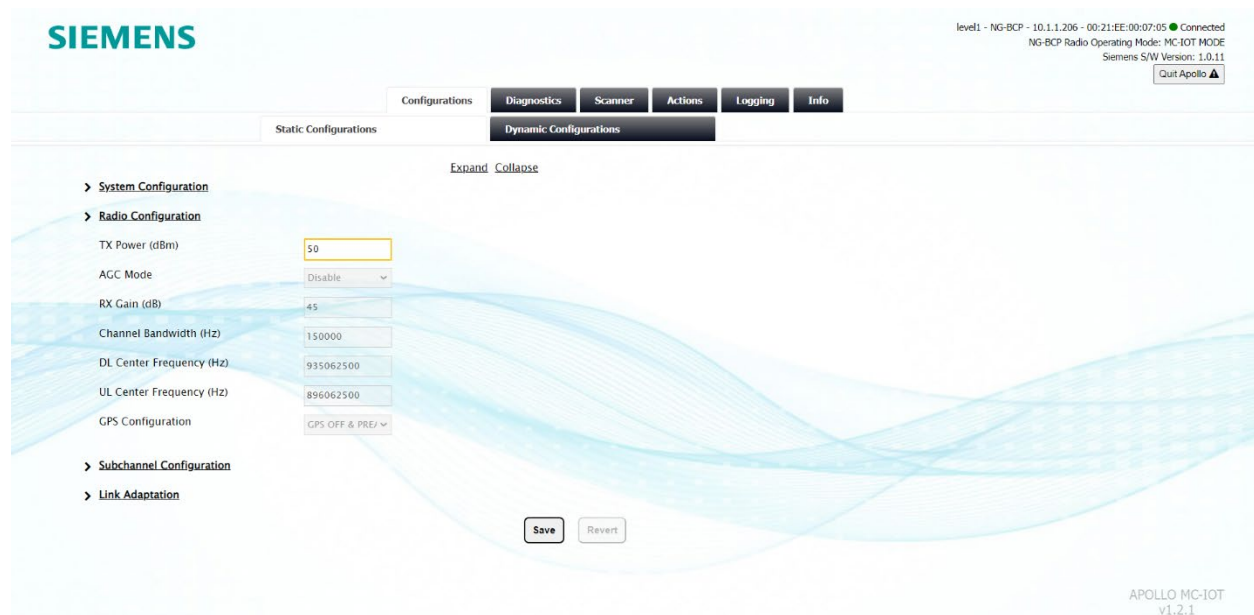 SIEMENS
level1 - NG-BCP - 10.1.1.206 - 00:21:EE:00:07:05 Connected
NG-BCP Radio Operating Mode: MC-IOT MODE
Siemens S/W Version: 1.0.11
Quit Apollo
Configurations Diagnostics Scanner Actions Logging Info
Static Configurations Dynamic Configurations
Expand Collapse
System Configuration
Radio Configuration
TX Power (dBm) 50
AGC Mode Disable
RX Gain (dB) 45
Channel Bandwidth (Hz) 150000
DL Center Frequency (Hz) 935062500
UL Center Frequency (Hz) 896062500
GPS Configuration GPS OFF & PRE/
Subchannel Configuration
Link Adaptation
Save Revert
APOLLO MC-IOT
v1.2.1